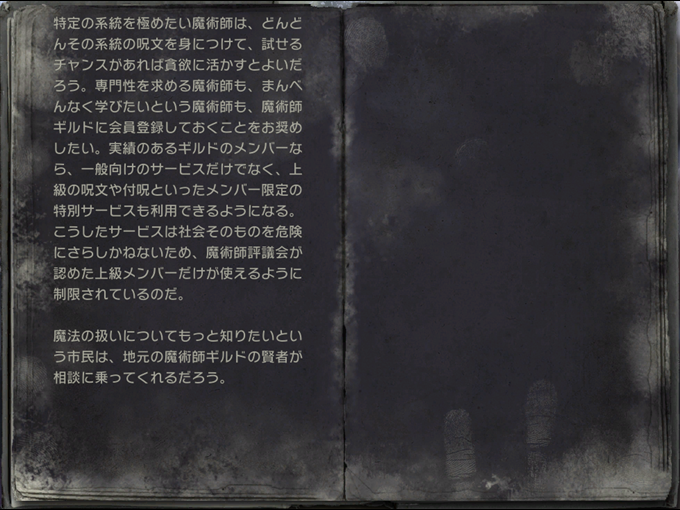 特定の系統を極めたい魔術師は、どんど
んその系統の呪文を身につけて、試せる
チャンスがあれば貪欲に活かすとよいだ
ろう。専門性を求める魔術師も、まんべ
んなく学びたいという魔術師も、魔術師
ギルドに会員登録しておくことをお奨め
したい。実績のあるギルドのメンバーな
ら、一般向けのサービスだけでなく、上
級の呪文や付呪といったメンバー限定の
特別サービスも利用できるようになる。
こうしたサービスは社会そのものを危険
にさらしかねないため、魔術師評議会が
認めた上級メンバーだけが使えるように
制限されているのだ。
魔法の扱いについてもっと知りたいとい
う市民は、地元の魔術師ギルドの賢者が
相談に乗ってくれるだろう。